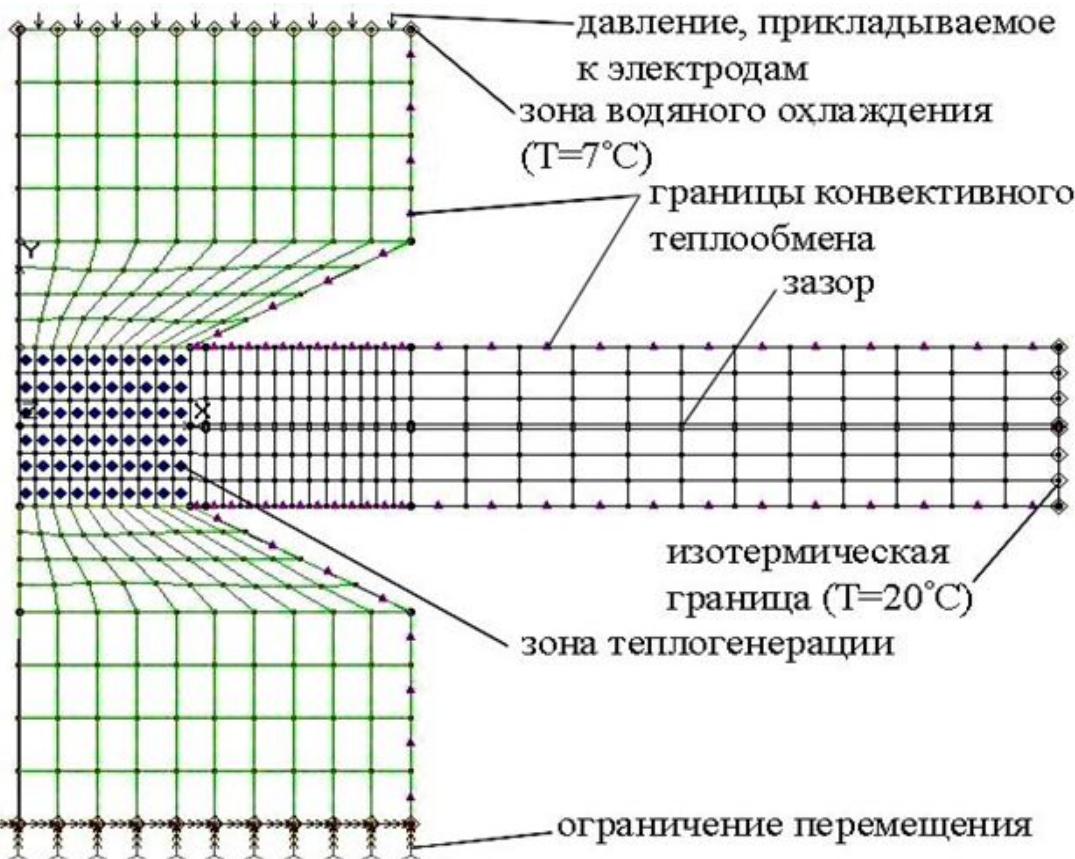 давление, прикладываемое
к электродам
зона водяного охлаждения
(T=7°C)
границы конвективного
теплообмена
зазор
Y
X
изотермическая
граница (T=20°C)
зона теплогенерации
ограничение перемещения